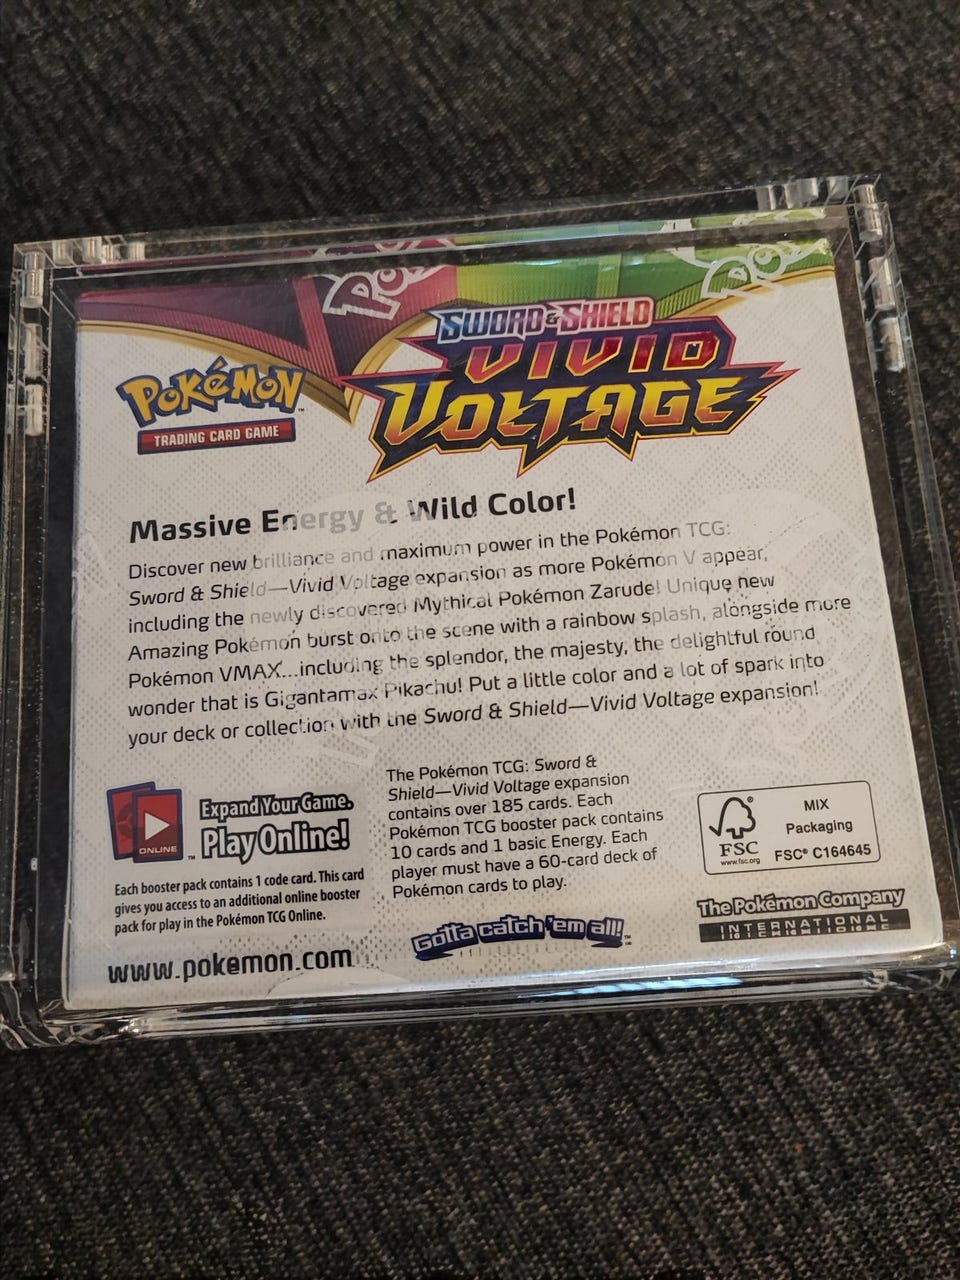 Po
Po
SWORD & SHIELD
VIVID
VOLTAGE
POKéMON™
TRADING CARD GAME
Massive Energy & Wild Color!
Discover new brilliance and maximum power in the Pokémon TCG:
Sword & Shield—Vivid Voltage expansion as more Pokémon V appear,
including the newly discovered Mythical Pokémon Zarude! Unique new
Amazing Pokémon burst onto the scene with a rainbow splash, alongside more
Pokémon VMAX...including the splendor, the majesty, the delightful round
wonder that is Gigantamax Pikachu! Put a little color and a lot of spark into
your deck or collection with the Sword & Shield—Vivid Voltage expansion!
ONLINE™
Expand Your Game.
Play Online!
Each booster pack contains 1 code card. This card
gives you access to an additional online booster
pack for play in the Pokémon TCG Online.
www.pokemon.com
The Pokémon TCG: Sword &
Shield—Vivid Voltage expansion
contains over 185 cards. Each
Pokémon TCG booster pack contains
10 cards and 1 basic Energy. Each
player must have a 60-card deck of
Pokémon cards to play.
Gotta catch 'em all!™
FSC
www.fsc.org
MIX
Packaging
FSC® C164645
The Pokémon Company
INTERNATIONAL